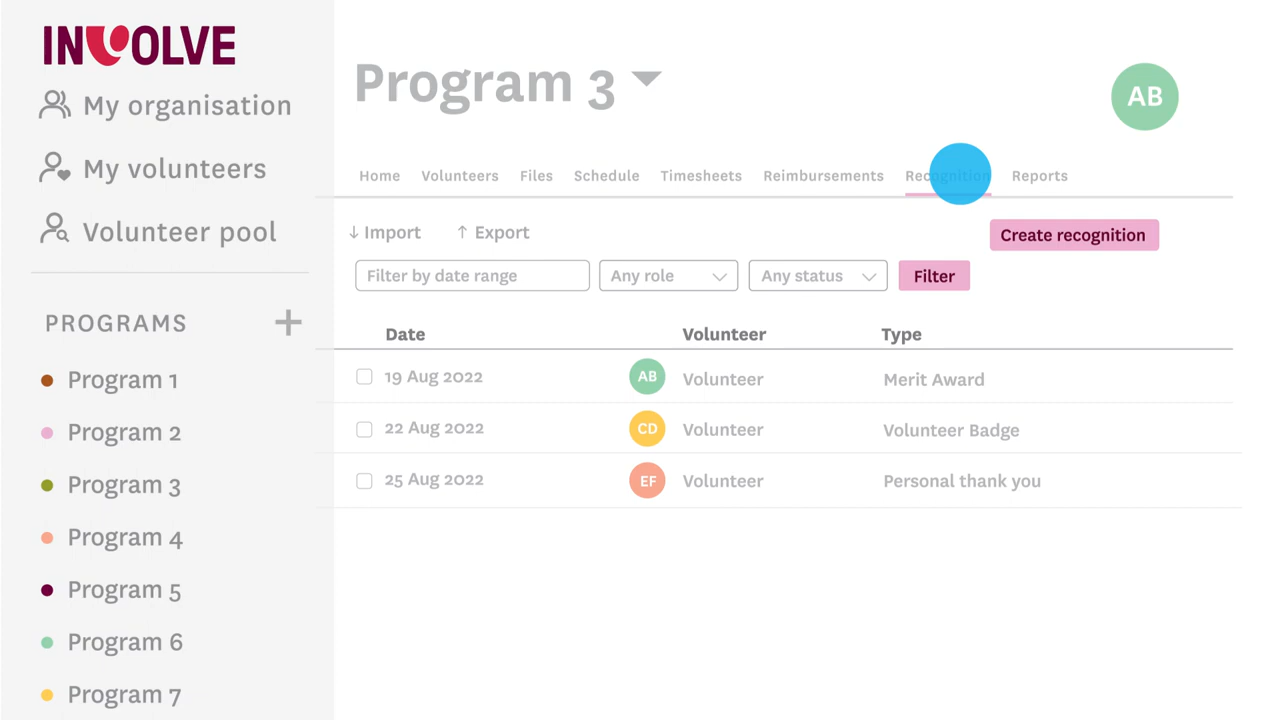 INVOLVE
My organisation
My volunteers
Volunteer pool
PROGRAMS
Program 1
Program 2
Program 3
Program 4
Program 5
Program 6
Program 7
Program 3
AB
Home Volunteers Files Schedule Timesheets Reimbursements Recognition Reports
Import Export Create recognition
Filter by date range Any role Any status Filter
Date Volunteer Type
19 Aug 2022 AB Volunteer Merit Award
22 Aug 2022 CD Volunteer Volunteer Badge
25 Aug 2022 EF Volunteer Personal thank you